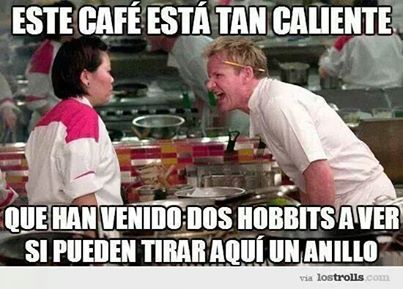 ESTE CAFÉ ESTÁ TAN CALIENTE
QUE HAN VENIDO DOS HOBBITS A VER
SI PUEDEN TIRAR AQUÍ UN ANILLO
via lostrolls.com